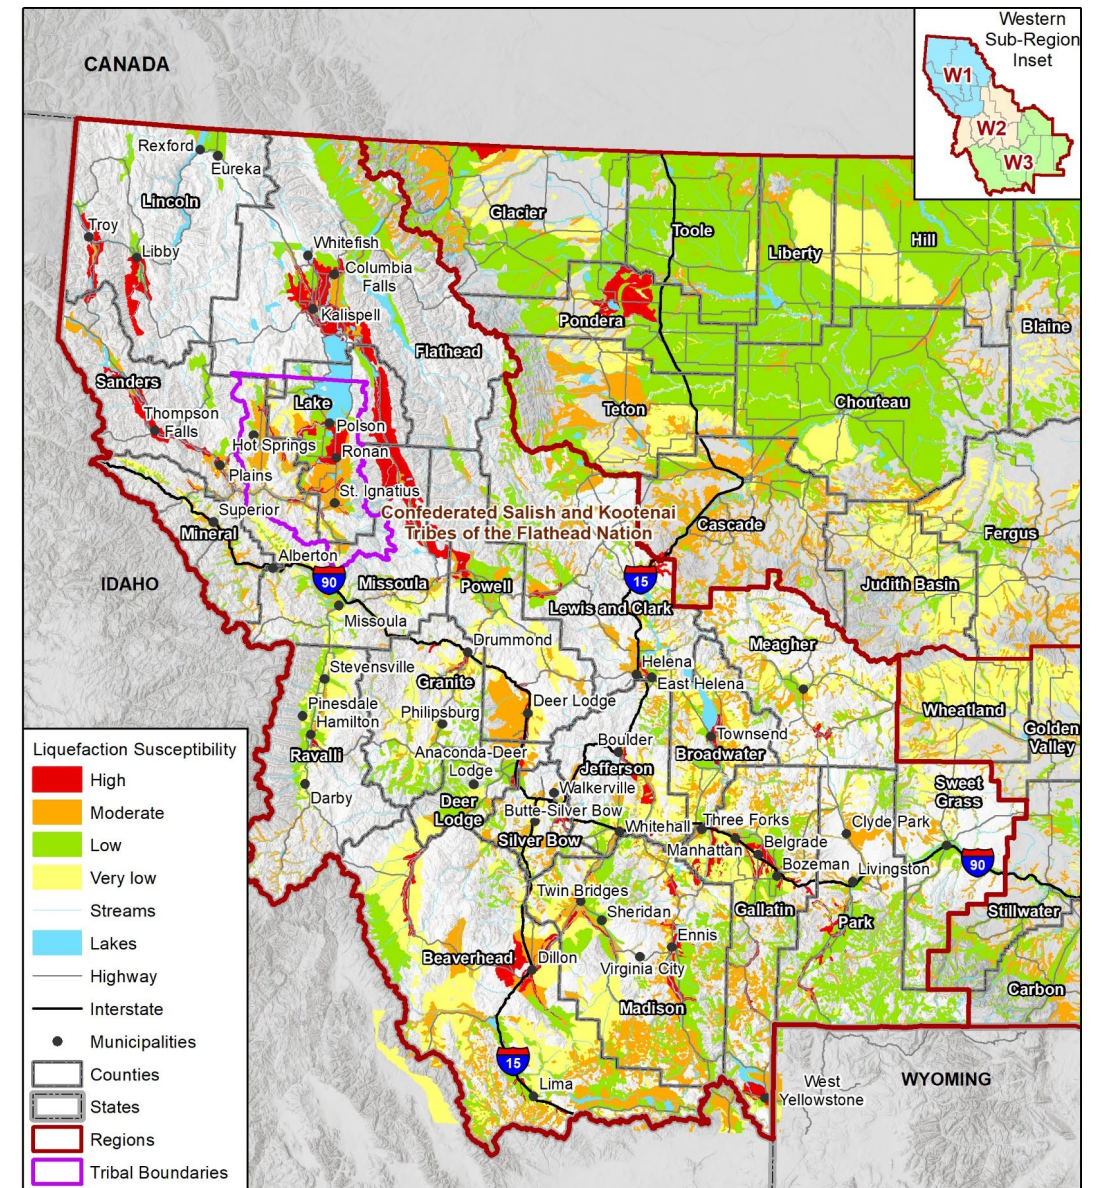 Western
Sub-Region
Inset
W1
W2
W3
CANADA
Rexford
Eureka
Lincoln
Glacier
Toole
Hill
Liberty
Troy
Libby
Whitefish
Columbia
Falls
Kalispell
Pondera
Blaine
Flathead
Sanders
Thompson
Falls
Lake
Teton
Chouteau
Polson
Hot Springs
Ronan
Plains
St. Ignatius
Superior
Confederated Salish and Kootenai
Tribes of the Flathead Nation
Cascade
Mineral
Fergus
Alberton
IDAHO
90
Missoula
Powell
15
Judith Basin
Lewis and Clark
Missoula
Drummond
Meagher
Stevensville
Helena
Granite
East Helena
Pinesdale
Hamilton
Philipsburg
Deer Lodge
Wheatland
Golden
Valley
Townsend
Boulder
Ravalli
Anaconda-Deer
Lodge
Broadwater
Jefferson
Darby
Walkerville
Sweet
Grass
Deer
Lodge
Butte-Silver Bow
Silver Bow
Whitehall
Three Forks
Clyde Park
Manhattan
Belgrade
Bozeman
Livingston
90
Twin Bridges
Sheridan
Gallatin
Park
Stillwater
Ennis
Beaverhead
Dillon
Virginia City
Carbon
Madison
15
Lima
West
Yellowstone
WYOMING
Liquefaction Susceptibility
High
Moderate
Low
Very low
Streams
Lakes
Highway
Interstate
Municipalities
Counties
States
Regions
Tribal Boundaries